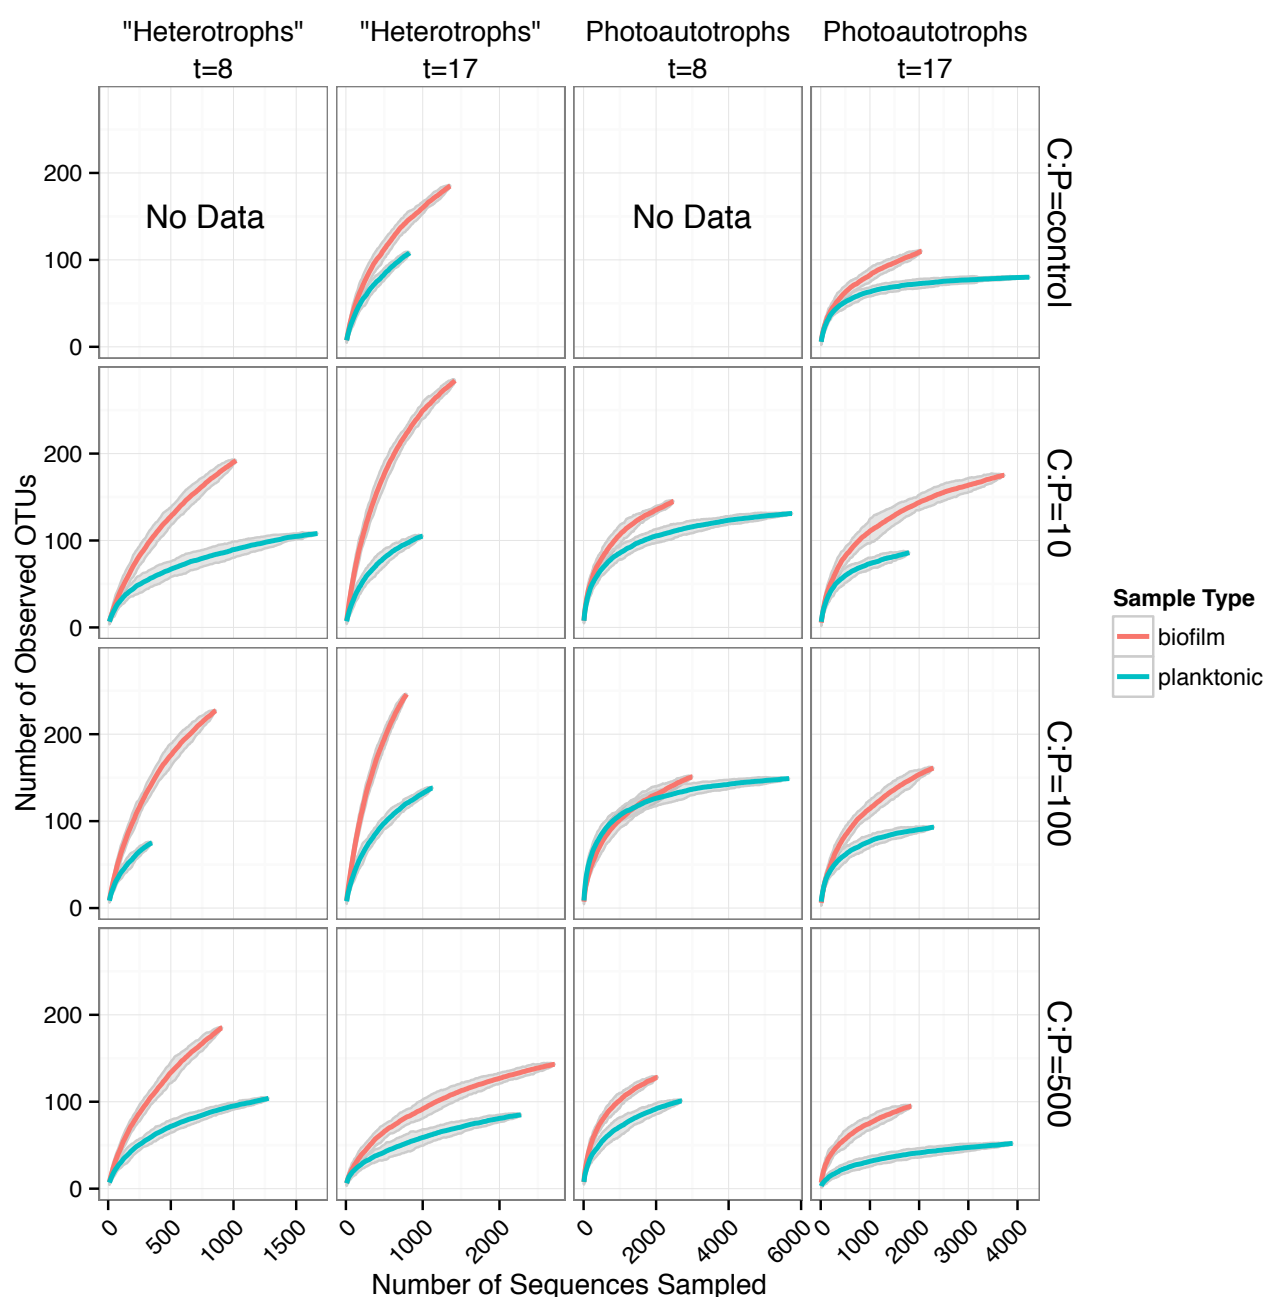 "Heterotrophs" "Heterotrophs" Photoautotrophs Photoautotrophs
t=8 t=17 t=8 t=17
200
100
0
No Data
No Data
C:P=control
200
100
0
C:P=10
200
100
0
C:P=100
200
100
0
C:P=500
0 500 1000 1500 0 1000 2000 0 2000 4000 6000 0 1000 2000 3000 4000
Number of Sequences Sampled
Number of Observed OTUs
Sample Type
biofilm
planktonic